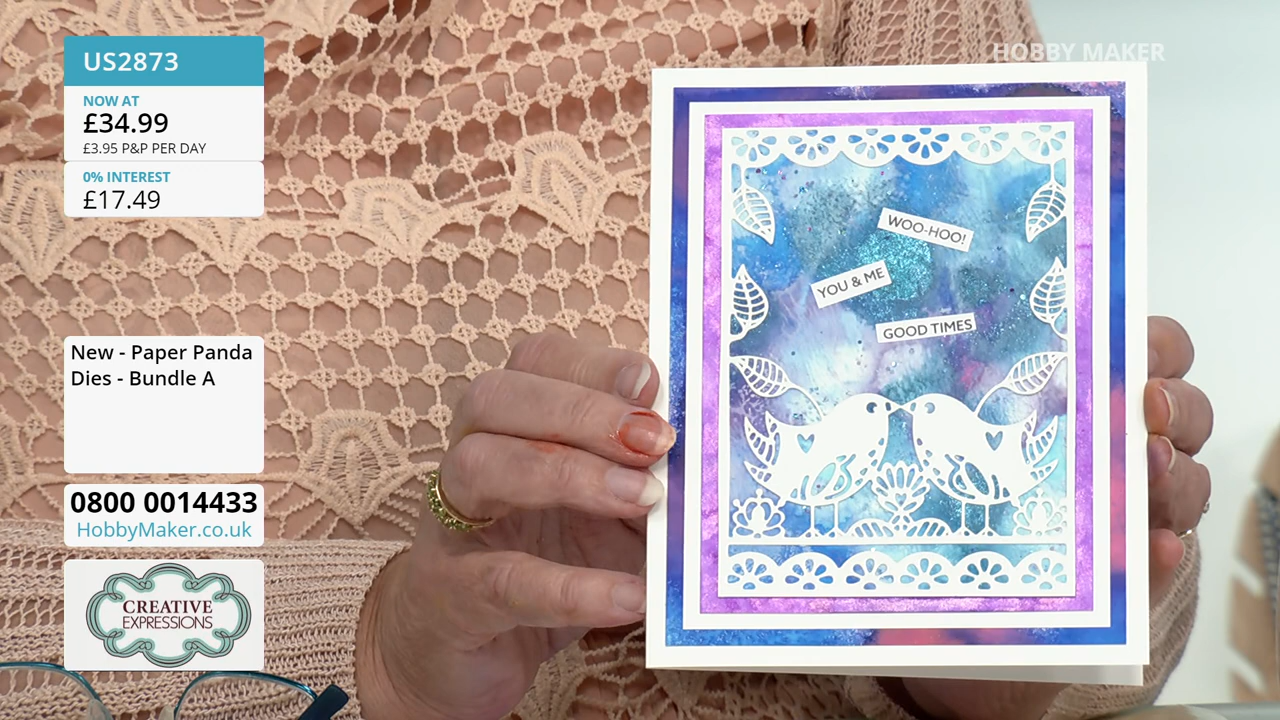 US2873
NOW AT
£34.99
£3.95 P&P PER DAY
0% INTEREST
£17.49
New - Paper Panda
Dies - Bundle A
0800 0014433
HobbyMaker.co.uk
CREATIVE
EXPRESSIONS
HOBBY MAKER
WOO-HOO!
YOU & ME
GOOD TIMES